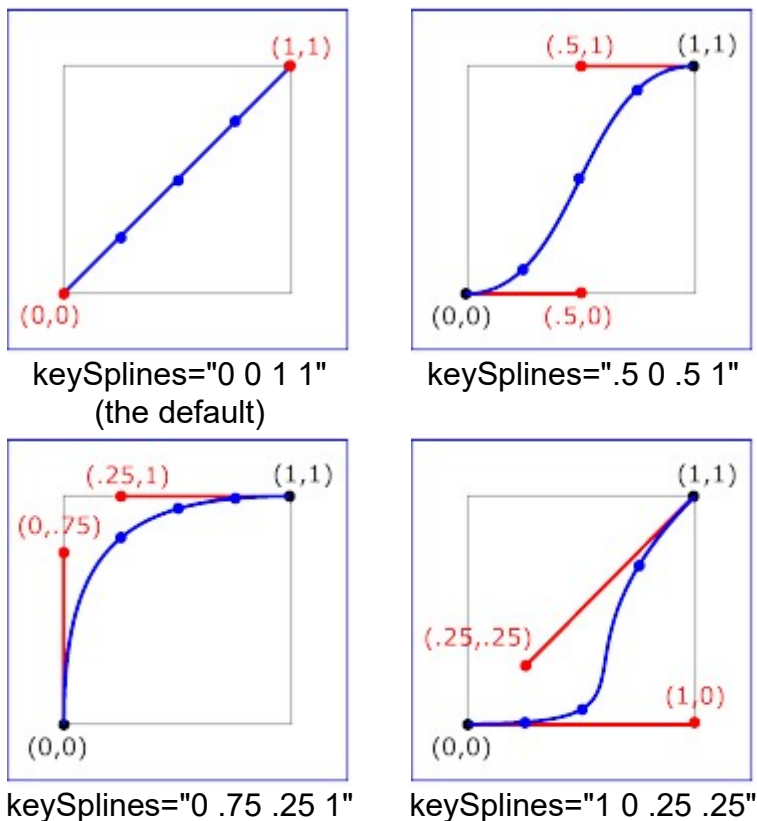 (1,1)
(0,0)
keySplines="0 0 1 1"
(the default)
(.5,1)
(1,1)
(0,0)
(.5,0)
keySplines=".5 0 .5 1"
(.25,1)
(1,1)
(0,.75)
(0,0)
keySplines="0 .75 .25 1"
(1,1)
(.25,.25)
(1,0)
(0,0)
keySplines="1 0 .25 .25"